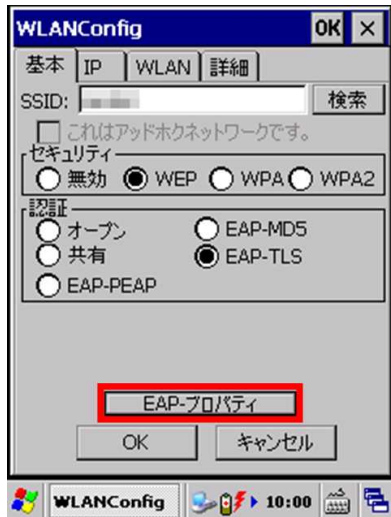 WLANConfig OK ×
基本 IP WLAN 詳細
SSID: 検索
これはアッドホクネットワークです。
セキュリティ
無効 WEP WPA WPA2
認証
オープン EAP-MD5
共有 EAP-TLS
EAP-PEAP
EAP-プロパティ
OK キャンセル
WLANConfig 10:00